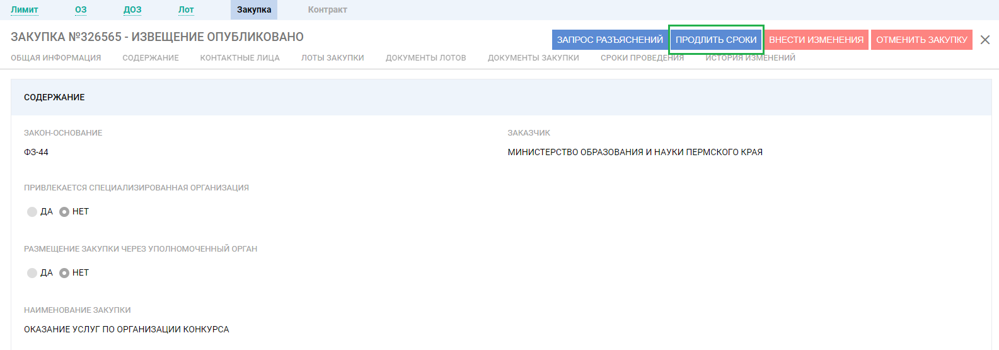 Лимит ОЗ ДОЗ Лот Закупка Контракт
ЗАКУПКА №326565 - ИЗВЕЩЕНИЕ ОПУБЛИКОВАНО
ЗАПРОС РАЗЪЯСНЕНИЙ ПРОДЛИТЬ СРОКИ ВНЕСТИ ИЗМЕНЕНИЯ ОТМЕНИТЬ ЗАКУПКУ
ОБЩАЯ ИНФОРМАЦИЯ СОДЕРЖАНИЕ КОНТАКТНЫЕ ЛИЦА ЛОТЫ ЗАКУПКИ ДОКУМЕНТЫ ЛОТОВ ДОКУМЕНТЫ ЗАКУПКИ СРОКИ ПРОВЕДЕНИЯ ИСТОРИЯ ИЗМЕНЕНИЙ
СОДЕРЖАНИЕ
ЗАКОН-ОСНОВАНИЕ
ФЗ-44
ЗАКАЗЧИК
МИНИСТЕРСТВО ОБРАЗОВАНИЯ И НАУКИ ПЕРМСКОГО КРАЯ
ПРИВЛЕКАЕТСЯ СПЕЦИАЛИЗИРОВАННАЯ ОРГАНИЗАЦИЯ
ДА НЕТ
РАЗМЕЩЕНИЕ ЗАКУПКИ ЧЕРЕЗ УПОЛНОМОЧЕННЫЙ ОРГАН
ДА НЕТ
НАИМЕНОВАНИЕ ЗАКУПКИ
ОКАЗАНИЕ УСЛУГ ПО ОРГАНИЗАЦИИ КОНКУРСА